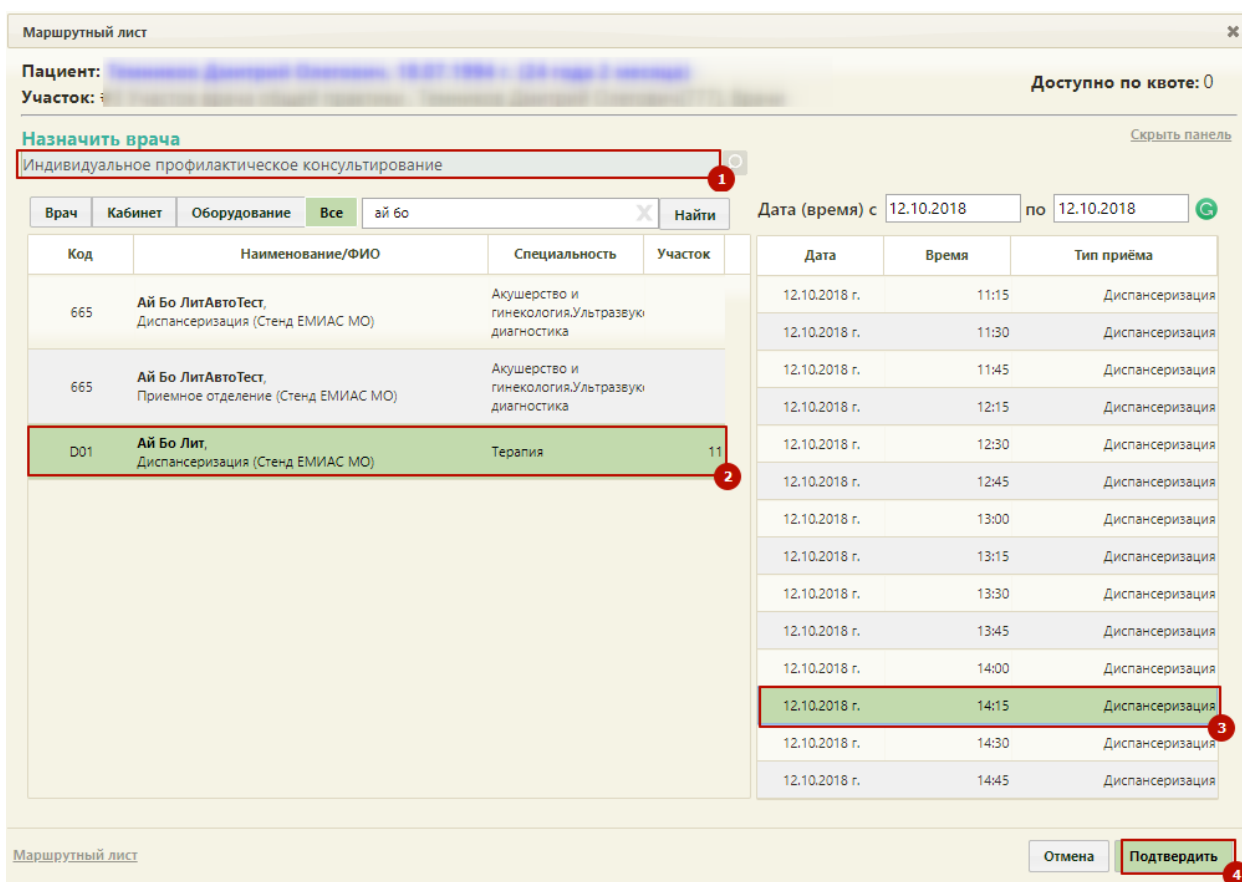 Маршрутный лист
Пациент:
Участок:
Доступно по квоте: 0
Назначить врача
Скрыть панель
Индивидуальное профилактическое консультирование
1
Врач Кабинет Оборудование Все ай бо X Найти
Дата (время) с 12.10.2018 по 12.10.2018
Код Наименование/ФИО Специальность Участок
665 Ай Бо ЛитАвтоТест,
Диспансеризация (Стенд ЕМИАС МО)
Акушерство и
гинекология.Ультразвуко
диагностика
665 Ай Бо ЛитАвтоТест,
Приемное отделение (Стенд ЕМИАС МО)
Акушерство и
гинекология.Ультразвуко
диагностика
D01 Ай Бо Лит,
Диспансеризация (Стенд ЕМИАС МО)
Терапия 11
2
Дата Время Тип приёма
12.10.2018 г. 11:15 Диспансеризация
12.10.2018 г. 11:30 Диспансеризация
12.10.2018 г. 11:45 Диспансеризация
12.10.2018 г. 12:15 Диспансеризация
12.10.2018 г. 12:30 Диспансеризация
12.10.2018 г. 12:45 Диспансеризация
12.10.2018 г. 13:00 Диспансеризация
12.10.2018 г. 13:15 Диспансеризация
12.10.2018 г. 13:30 Диспансеризация
12.10.2018 г. 13:45 Диспансеризация
12.10.2018 г. 14:00 Диспансеризация
12.10.2018 г. 14:15 Диспансеризация
3
12.10.2018 г. 14:30 Диспансеризация
12.10.2018 г. 14:45 Диспансеризация
Маршрутный лист
Отмена Подтвердить
4